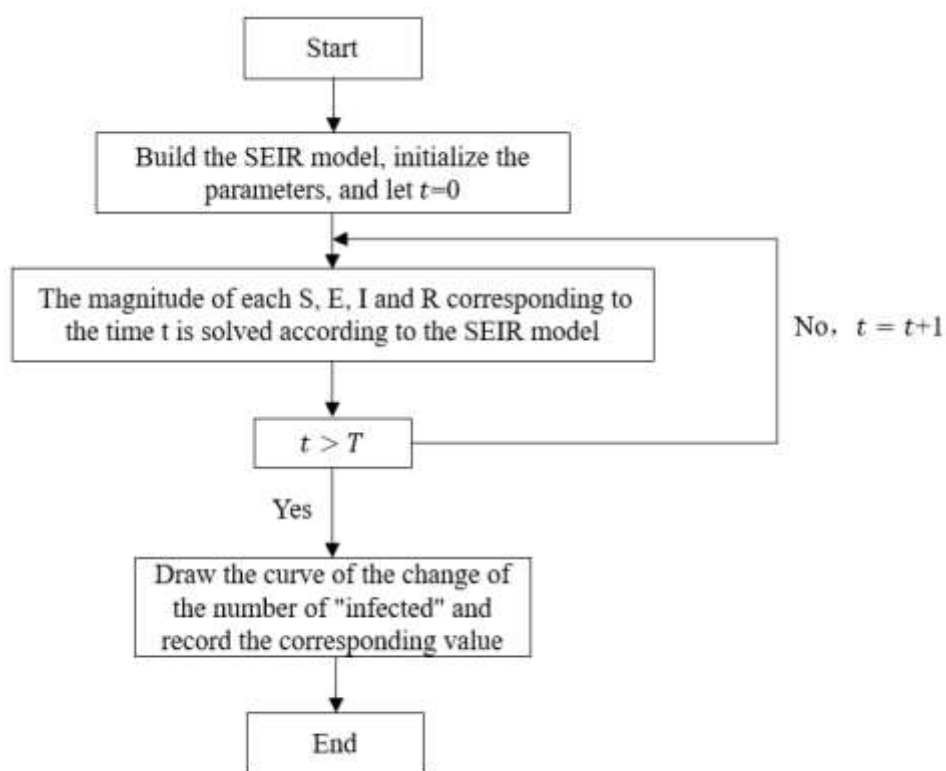 Start
Build the SEIR model, initialize the
parameters, and let t=0
The magnitude of each S, E, I and R corresponding to
the time t is solved according to the SEIR model
No,  t = t+1
t > T
Yes
Draw the curve of the change of
the number of "infected" and
record the corresponding value
End